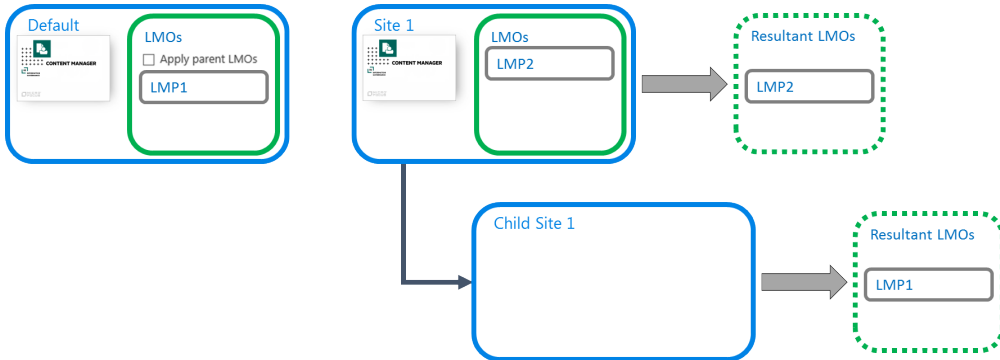 Default
CONTENT MANAGER
LMOs
Apply parent LMOs
LMP1
Site 1
CONTENT MANAGER
LMOs
LMP2
Resultant LMOs
LMP2
Child Site 1
Resultant LMOs
LMP1